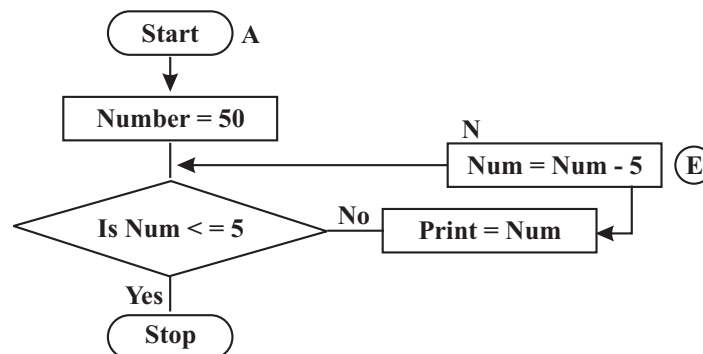 Start A
Number = 50
N
Num = Num - 5 E
Is Num < = 5 No Print = Num
Yes
Stop